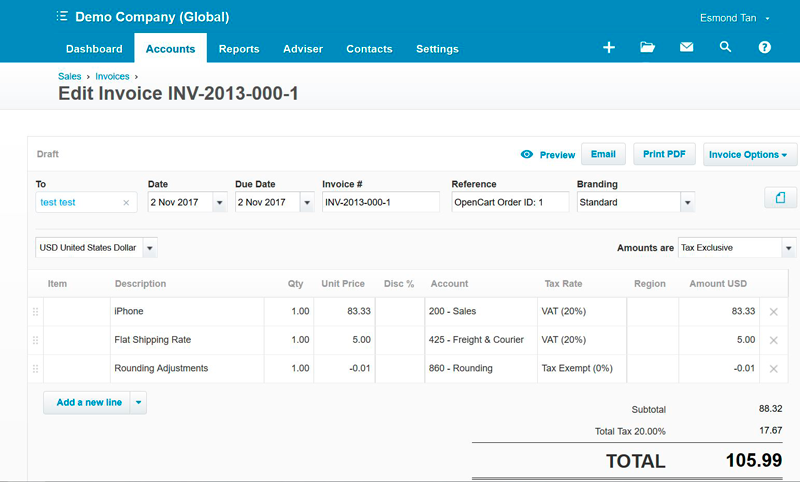 Demo Company (Global)
Esmond Tan
Dashboard Accounts Reports Adviser Contacts Settings
Sales › Invoices ›
Edit Invoice INV-2013-000-1
Draft Preview Email Print PDF Invoice Options
To Date Due Date Invoice # Reference Branding
test test 2 Nov 2017 2 Nov 2017 INV-2013-000-1 OpenCart Order ID: 1 Standard
USD United States Dollar Amounts are Tax Exclusive
Item Description Qty Unit Price Disc % Account Tax Rate Region Amount USD
iPhone 1.00 83.33 200 - Sales VAT (20%) 83.33
Flat Shipping Rate 1.00 5.00 425 - Freight & Courier VAT (20%) 5.00
Rounding Adjustments 1.00 -0.01 860 - Rounding Tax Exempt (0%) -0.01
Add a new line
Subtotal 88.32
Total Tax 20.00% 17.67
TOTAL 105.99